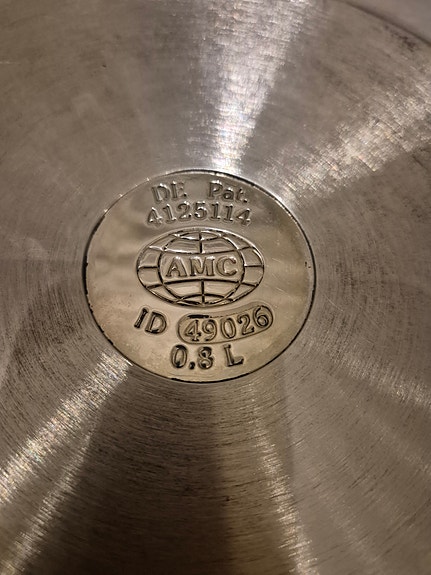 DE Pat.
4125114
AMC
ID 49026
0.8 L